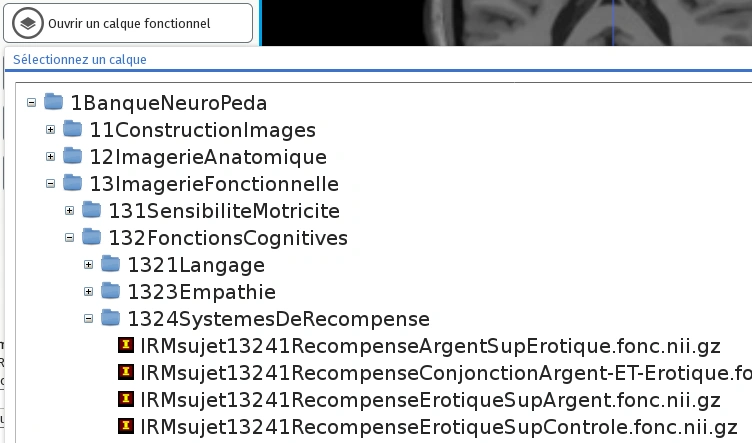 Ouvrir un calque fonctionnel
Sélectionnez un calque
1BanqueNeuroPeda
11ConstructionImages
12ImagerieAnatomique
13ImagerieFonctionnelle
131SensibiliteMotricite
132FonctionsCognitives
1321Langage
1323Empathie
1324SystemesDeRecompense
IRMsujet13241RecompenseArgentSupErotique.fonc.nii.gz
IRMsujet13241RecompenseConjonctionArgent-ET-Erotique.fo
IRMsujet13241RecompenseErotiqueSupArgent.fonc.nii.gz
IRMsujet13241RecompenseErotiqueSupControle.fonc.nii.gz